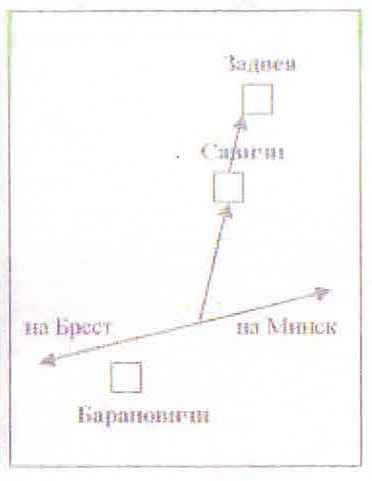 Задвея
на Брест
на Минск
Барановичи